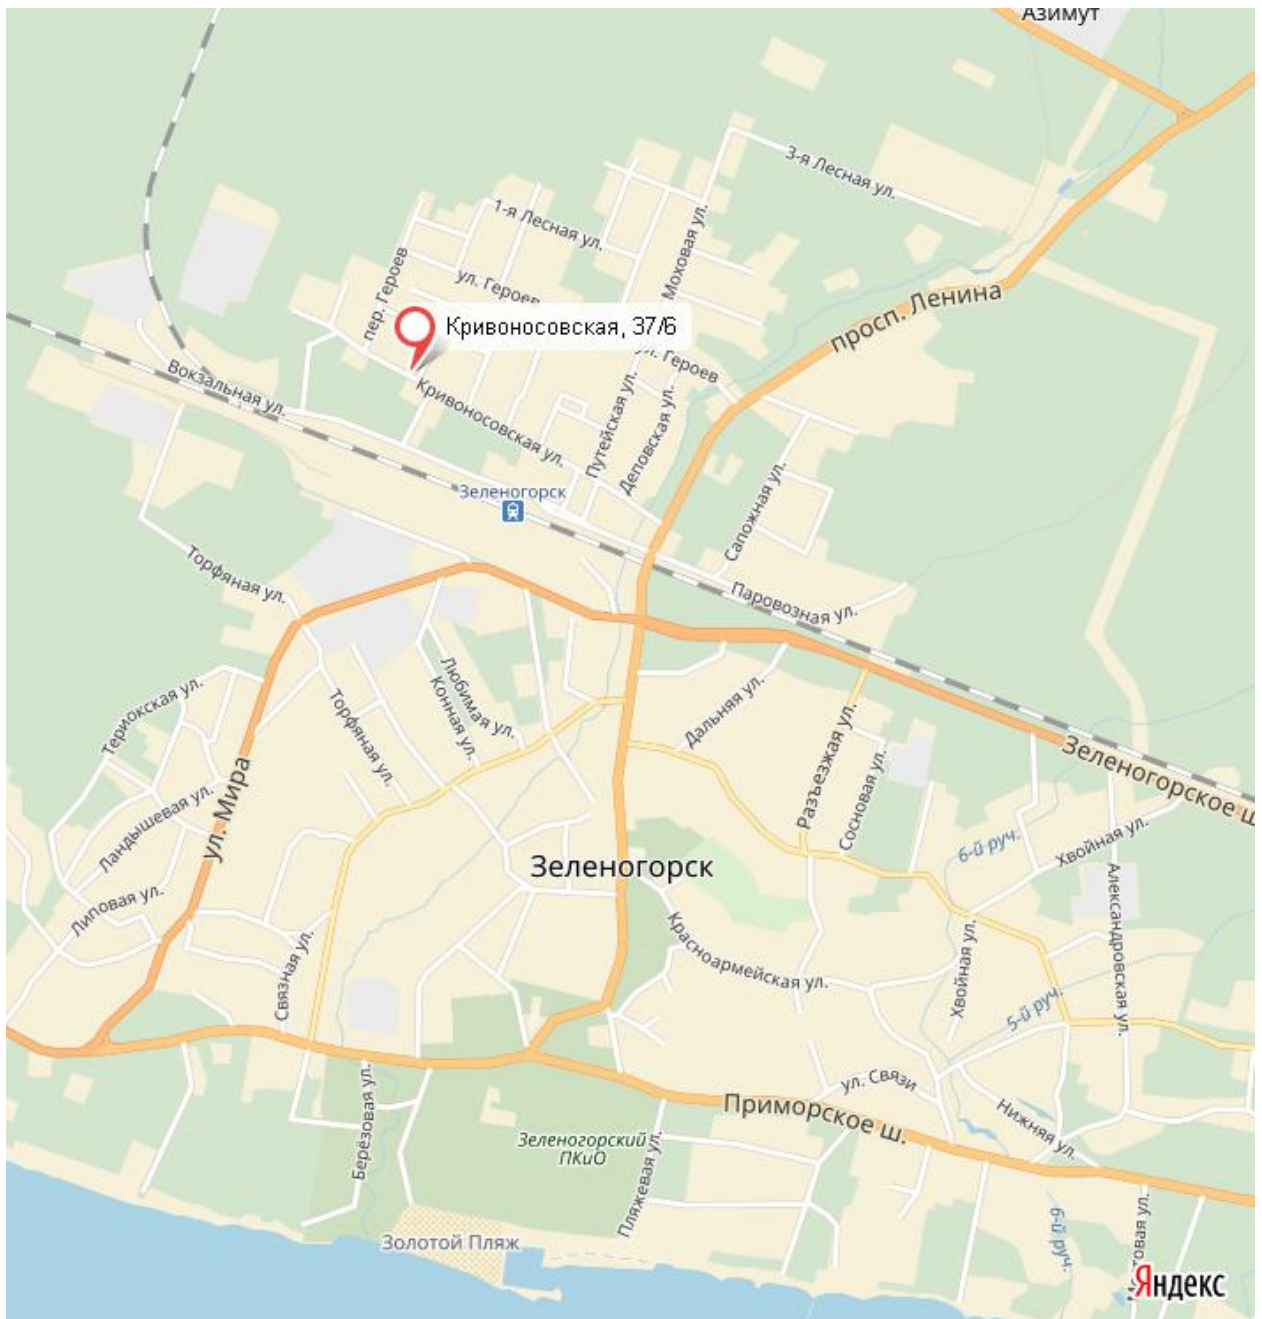 Азимут
3-я Лесная ул.
1-я Лесная ул.
Моховая ул.
пер. Героев
ул. Героев
просп. Ленина
Кривоносовская, 37/6
ул. Героев
Вокзальная ул.
Кривоносовская ул.
Путейская ул.
Деповская ул.
Зеленогорск
Сапожная ул.
Торфяная ул.
Паровозная ул.
Териокская ул.
Любимая ул.
Конная ул.
Торфяная ул.
Дальняя ул.
Разъезжая ул.
Сосновая ул.
Зеленогорское ш.
ул. Мира
Ландышевая ул.
6-й руч.
Хвойная ул.
Зеленогорск
Липовая ул.
Александровская ул.
Красноармейская ул.
Связная ул.
Хвойная ул.
5-й руч.
ул. Связи
Берёзовая ул.
Приморское ш.
Нижняя ул.
Зеленогорский
ПКиО
Пляжевая ул.
Золотой Пляж
6-й руч.
товая ул.
Яндекс